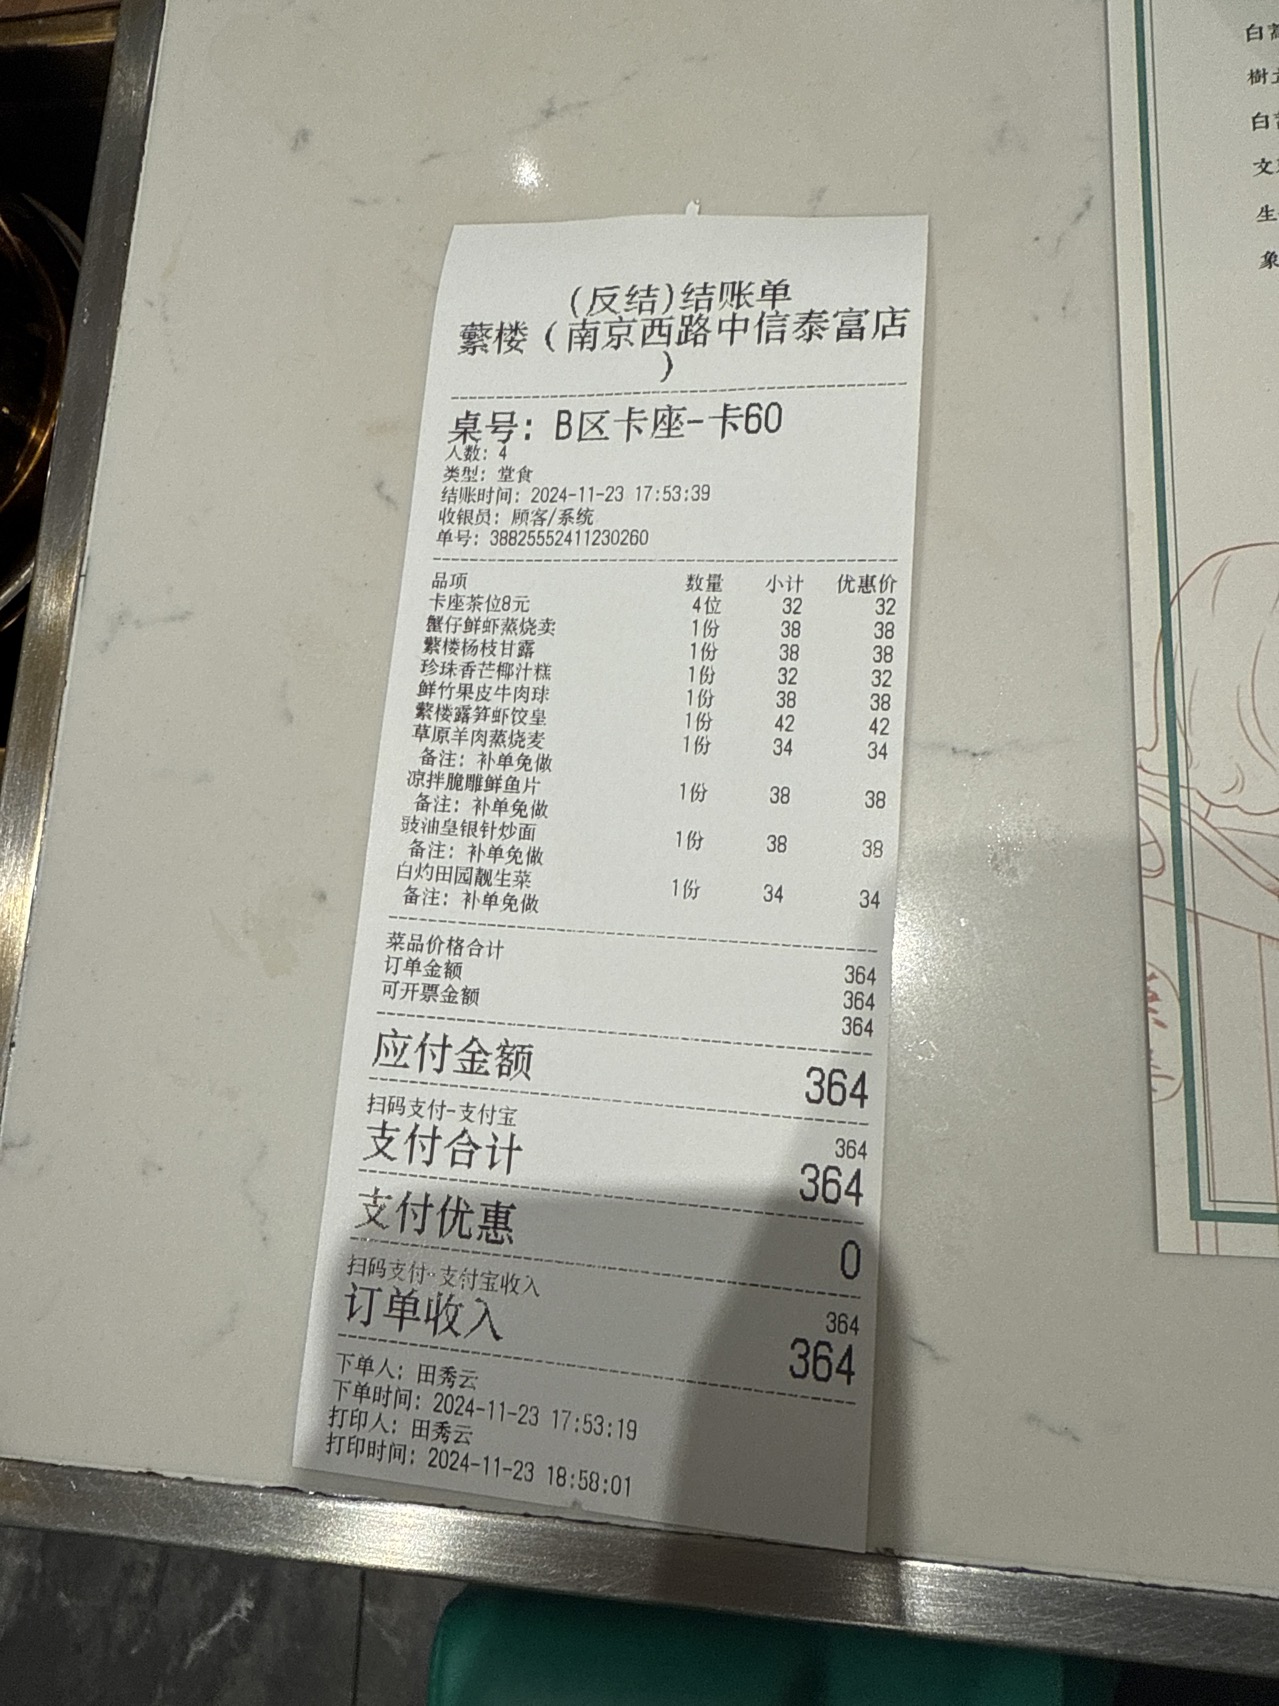 (反结)结账单
蘩楼（南京西路中信泰富店
）
桌号：B区卡座-卡60
人数：4
类型：堂食
结账时间：2024-11-23 17:53:39
收银员：顾客/系统
单号：38825552411230260
品项 数量 小计 优惠价
卡座茶位8元 4位 32 32
蟹仔鲜虾蒸烧卖 1份 38 38
蘩楼杨枝甘露 1份 38 38
珍珠香芒椰汁糕 1份 32 32
鲜竹果皮牛肉球 1份 38 38
蘩楼露笋虾饺皇 1份 42 42
草原羊肉蒸烧麦 1份 34 34
备注：补单免做
凉拌脆雕鲜鱼片 1份 38 38
备注：补单免做
豉油皇银针炒面 1份 38 38
备注：补单免做
白灼田园靓生菜 1份 34 34
备注：补单免做
菜品价格合计 364
订单金额 364
可开票金额 364
应付金额 364
扫码支付-支付宝 364
支付合计 364
支付优惠 0
扫码支付-支付宝收入 364
订单收入 364
下单人：田秀云
下单时间：2024-11-23 17:53:19
打印人：田秀云
打印时间：2024-11-23 18:58:01
白
樹
白
文
生
象